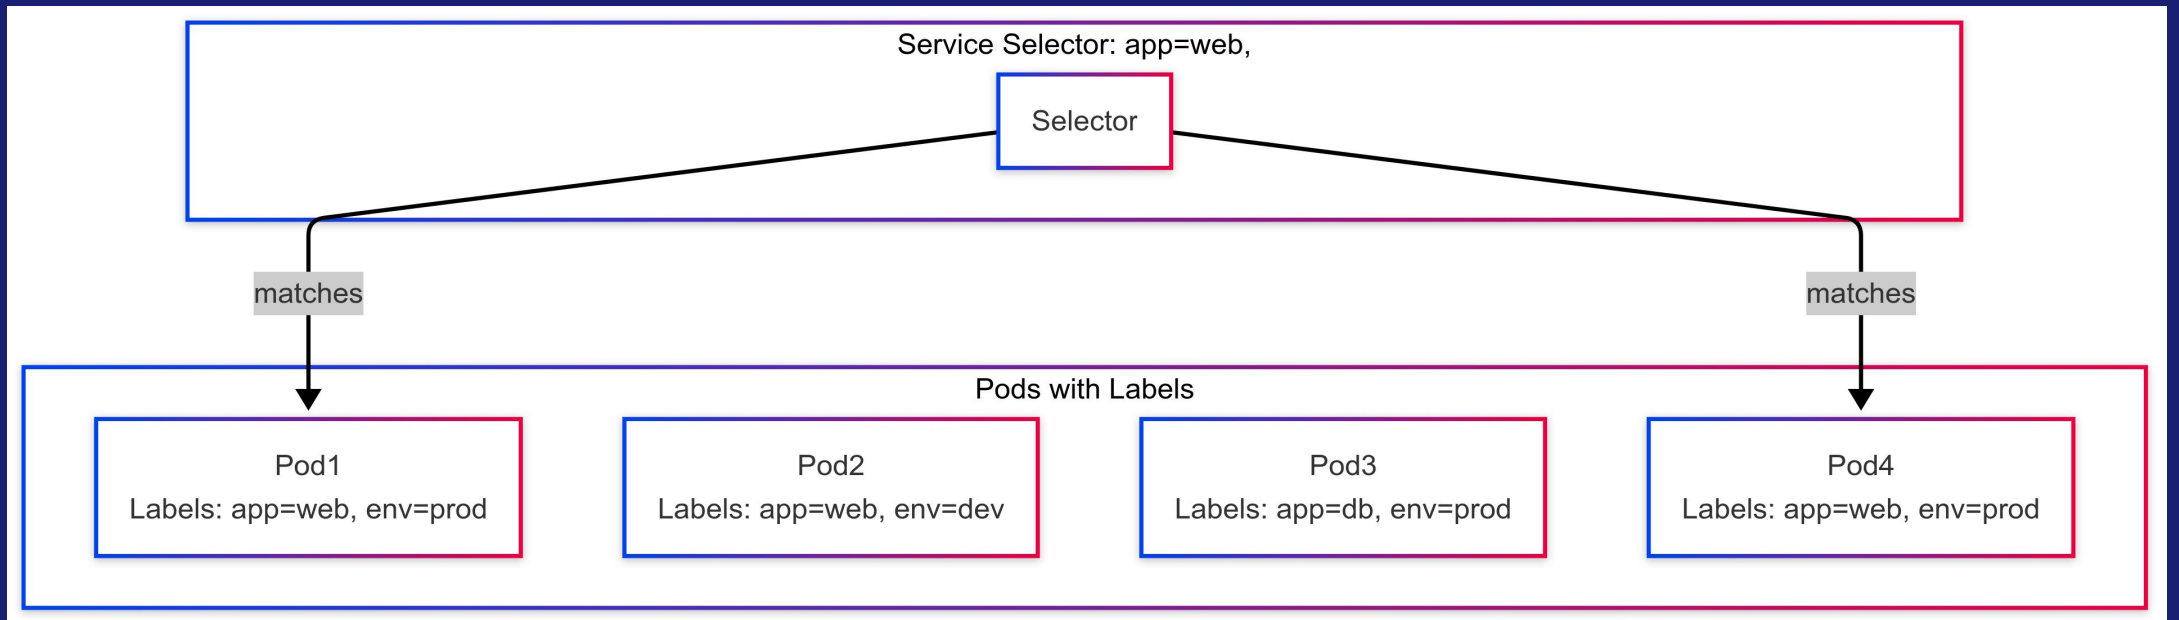 Service Selector: app=web,
Selector
matches
matches
Pods with Labels
Pod1
Labels: app=web, env=prod
Pod2
Labels: app=web, env=dev
Pod3
Labels: app=db, env=prod
Pod4
Labels: app=web, env=prod